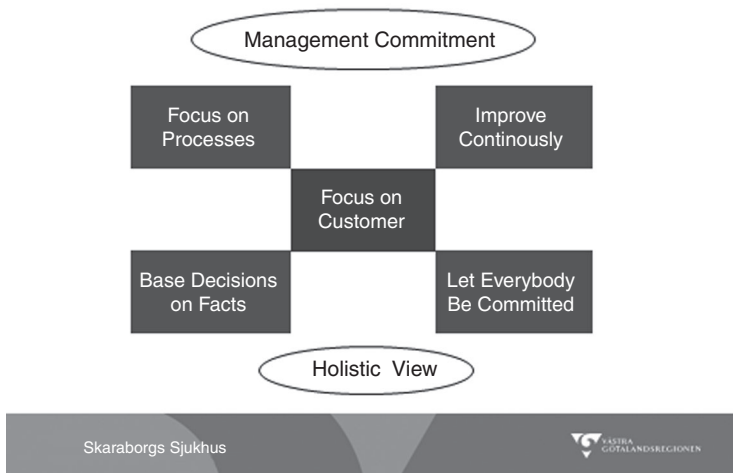 Management Commitment
Focus on
Processes
Improve
Continously
Focus on
Customer
Base Decisions
on Facts
Let Everybody
Be Committed
Holistic View
Skaraborgs Sjukhus
VÄSTRA
GÖTALANDSREGIONEN